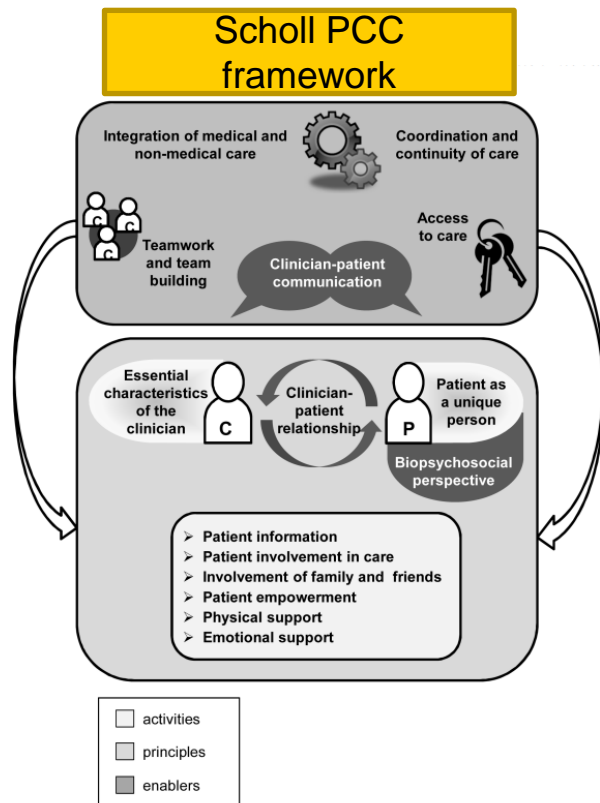 Scholl PCC
framework
Integration of medical and
non-medical care
Coordination and
continuity of care
C C
C
Teamwork
and team
building
Clinician-patient
communication
Access
to care
Essential
characteristics
of the
clinician
C
Clinician-
patient
relationship
P
Patient as
a unique
person
Biopsychosocial
perspective
➢ Patient information
➢ Patient involvement in care
➢ Involvement of family and friends
➢ Patient empowerment
➢ Physical support
➢ Emotional support
activities
principles
enablers